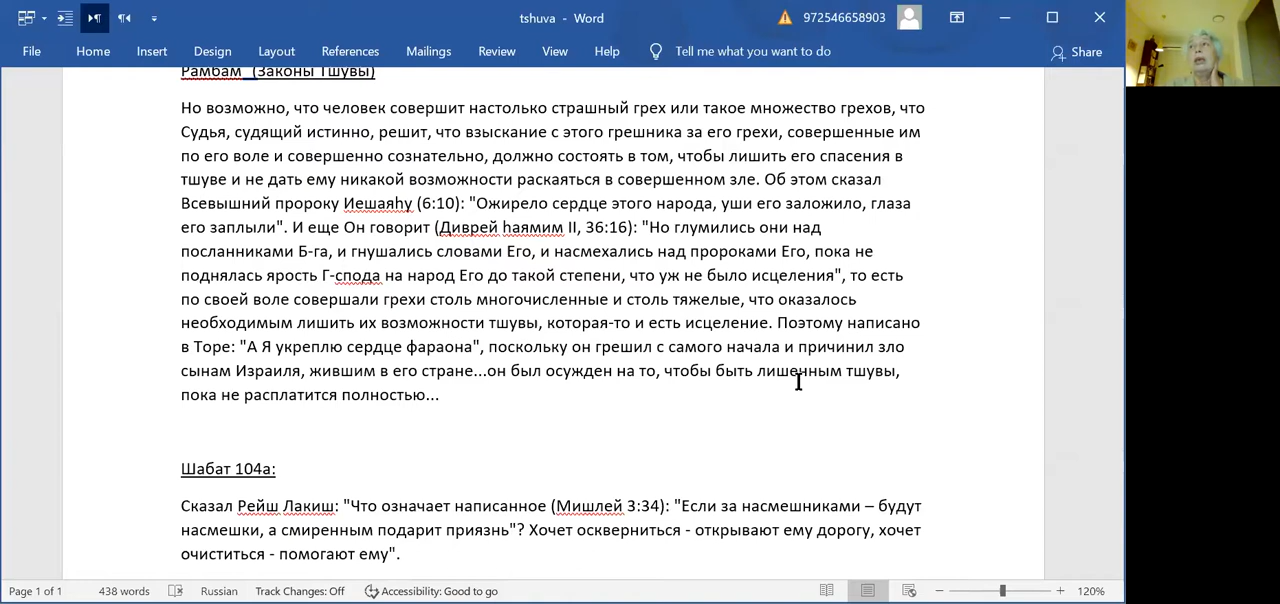 tshuva - Word
972546658903
File Home Insert Design Layout References Mailings Review View Help Tell me what you want to do Share
Рамбам (Законы Тшувы)
Но возможно, что человек совершит настолько страшный грех или такое множество грехов, что
Судья, судящий истинно, решит, что взыскание с этого грешника за его грехи, совершенные им
по его воле и совершенно сознательно, должно состоять в том, чтобы лишить его спасения в
тшуве и не дать ему никакой возможности раскаяться в совершенном зле. Об этом сказал
Всевышний пророку Иешаяhу (6:10): "Ожирело сердце этого народа, уши его заложило, глаза
его заплыли". И еще Он говорит (Диврей hаямим II, 36:16): "Но глумились они над
посланниками Б-га, и гнушались словами Его, и насмехались над пророками Его, пока не
поднялась ярость Г-спода на народ Его до такой степени, что уж не было исцеления", то есть
по своей воле совершали грехи столь многочисленные и столь тяжелые, что оказалось
необходимым лишить их возможности тшувы, которая-то и есть исцеление. Поэтому написано
в Торе: "А Я укреплю сердце фараона", поскольку он грешил с самого начала и причинил зло
сынам Израиля, жившим в его стране...он был осужден на то, чтобы быть лишенным тшувы,
пока не расплатится полностью...
Шабат 104а:
Сказал Рейш Лакиш: "Что означает написанное (Мишлей 3:34): "Если за насмешниками – будут
насмешки, а смиренным подарит приязнь"? Хочет оскверниться - открывают ему дорогу, хочет
очиститься - помогают ему".
Page 1 of 1 438 words Russian Track Changes: Off Accessibility: Good to go 120%